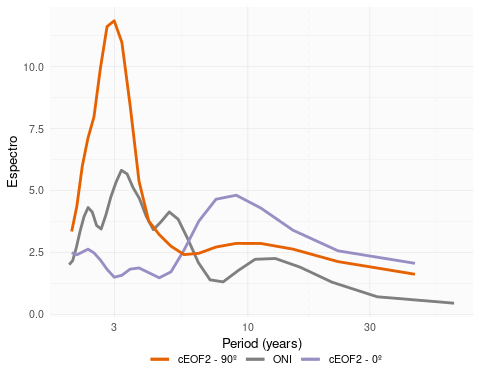 10.0
7.5
5.0
2.5
0.0
Espectro
3
10
30
Period (years)
cEOF2 - 90º
ONI
cEOF2 - 0º